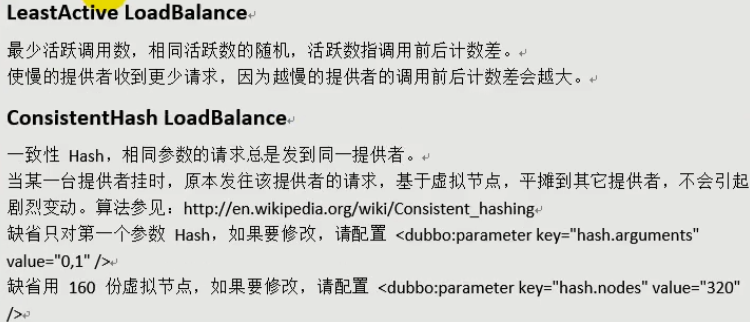 LeastActive LoadBalance
最少活跃调用数，相同活跃数的随机，活跃数指调用前后计数差。
使慢的提供者收到更少请求，因为越慢的提供者的调用前后计数差会越大。
ConsistentHash LoadBalance
一致性 Hash，相同参数的请求总是发到同一提供者。
当某一台提供者挂时，原本发往该提供者的请求，基于虚拟节点，平摊到其它提供者，不会引起
剧烈变动。算法参见：http://en.wikipedia.org/wiki/Consistent_hashing
缺省只对第一个参数 Hash，如果要修改，请配置 <dubbo:parameter key="hash.arguments"
value="0,1" />
缺省用 160 份虚拟节点，如果要修改，请配置 <dubbo:parameter key="hash.nodes" value="320"
/>